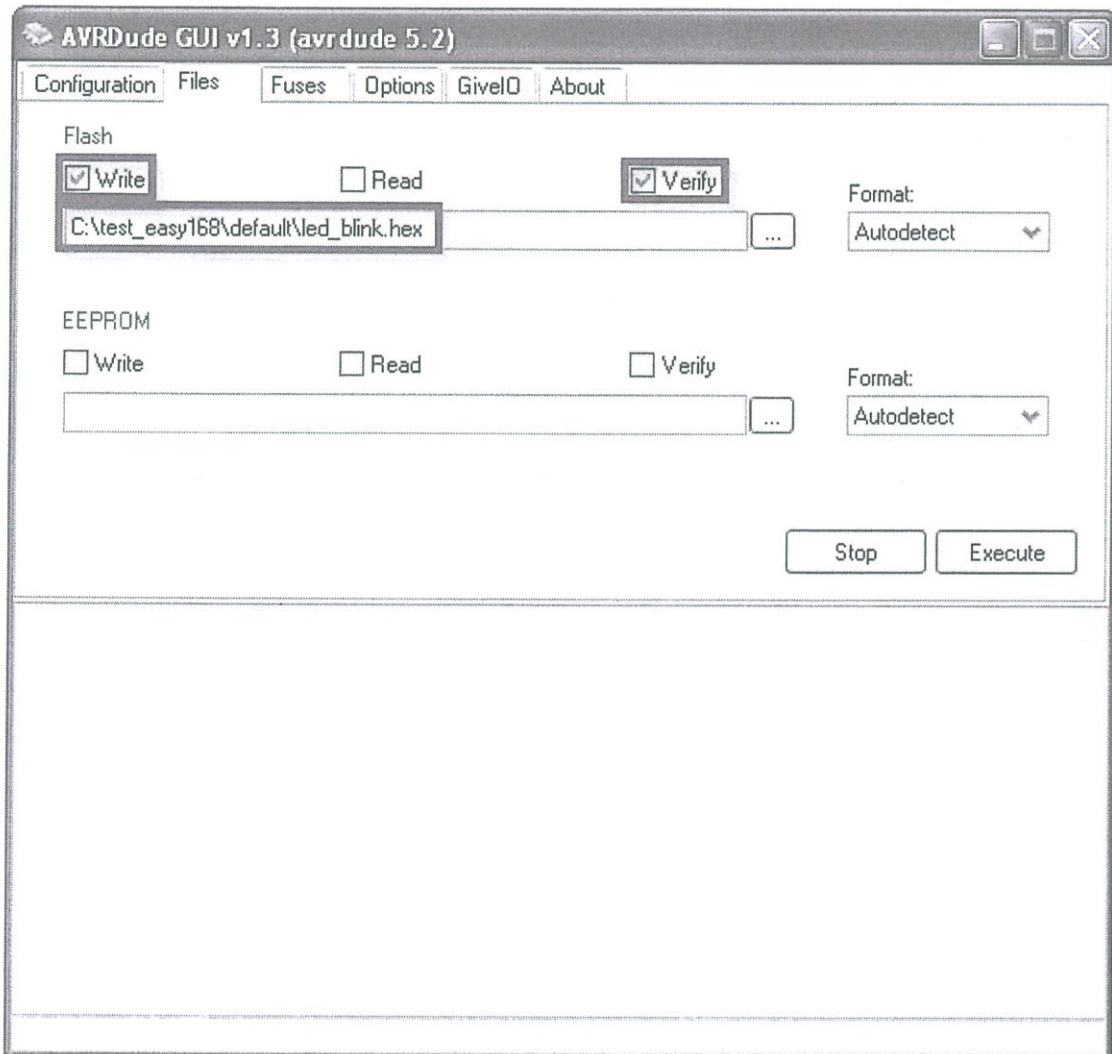 AVRDude GUI v1.3 (avrdude 5.2)
Configuration Files Fuses Options GiveIO About
Flash
Write Read Verify
Format:
C:\test_easy168\default\led_blink.hex ... Autodetect
EEPROM
Write Read Verify
Format:
... Autodetect
Stop Execute